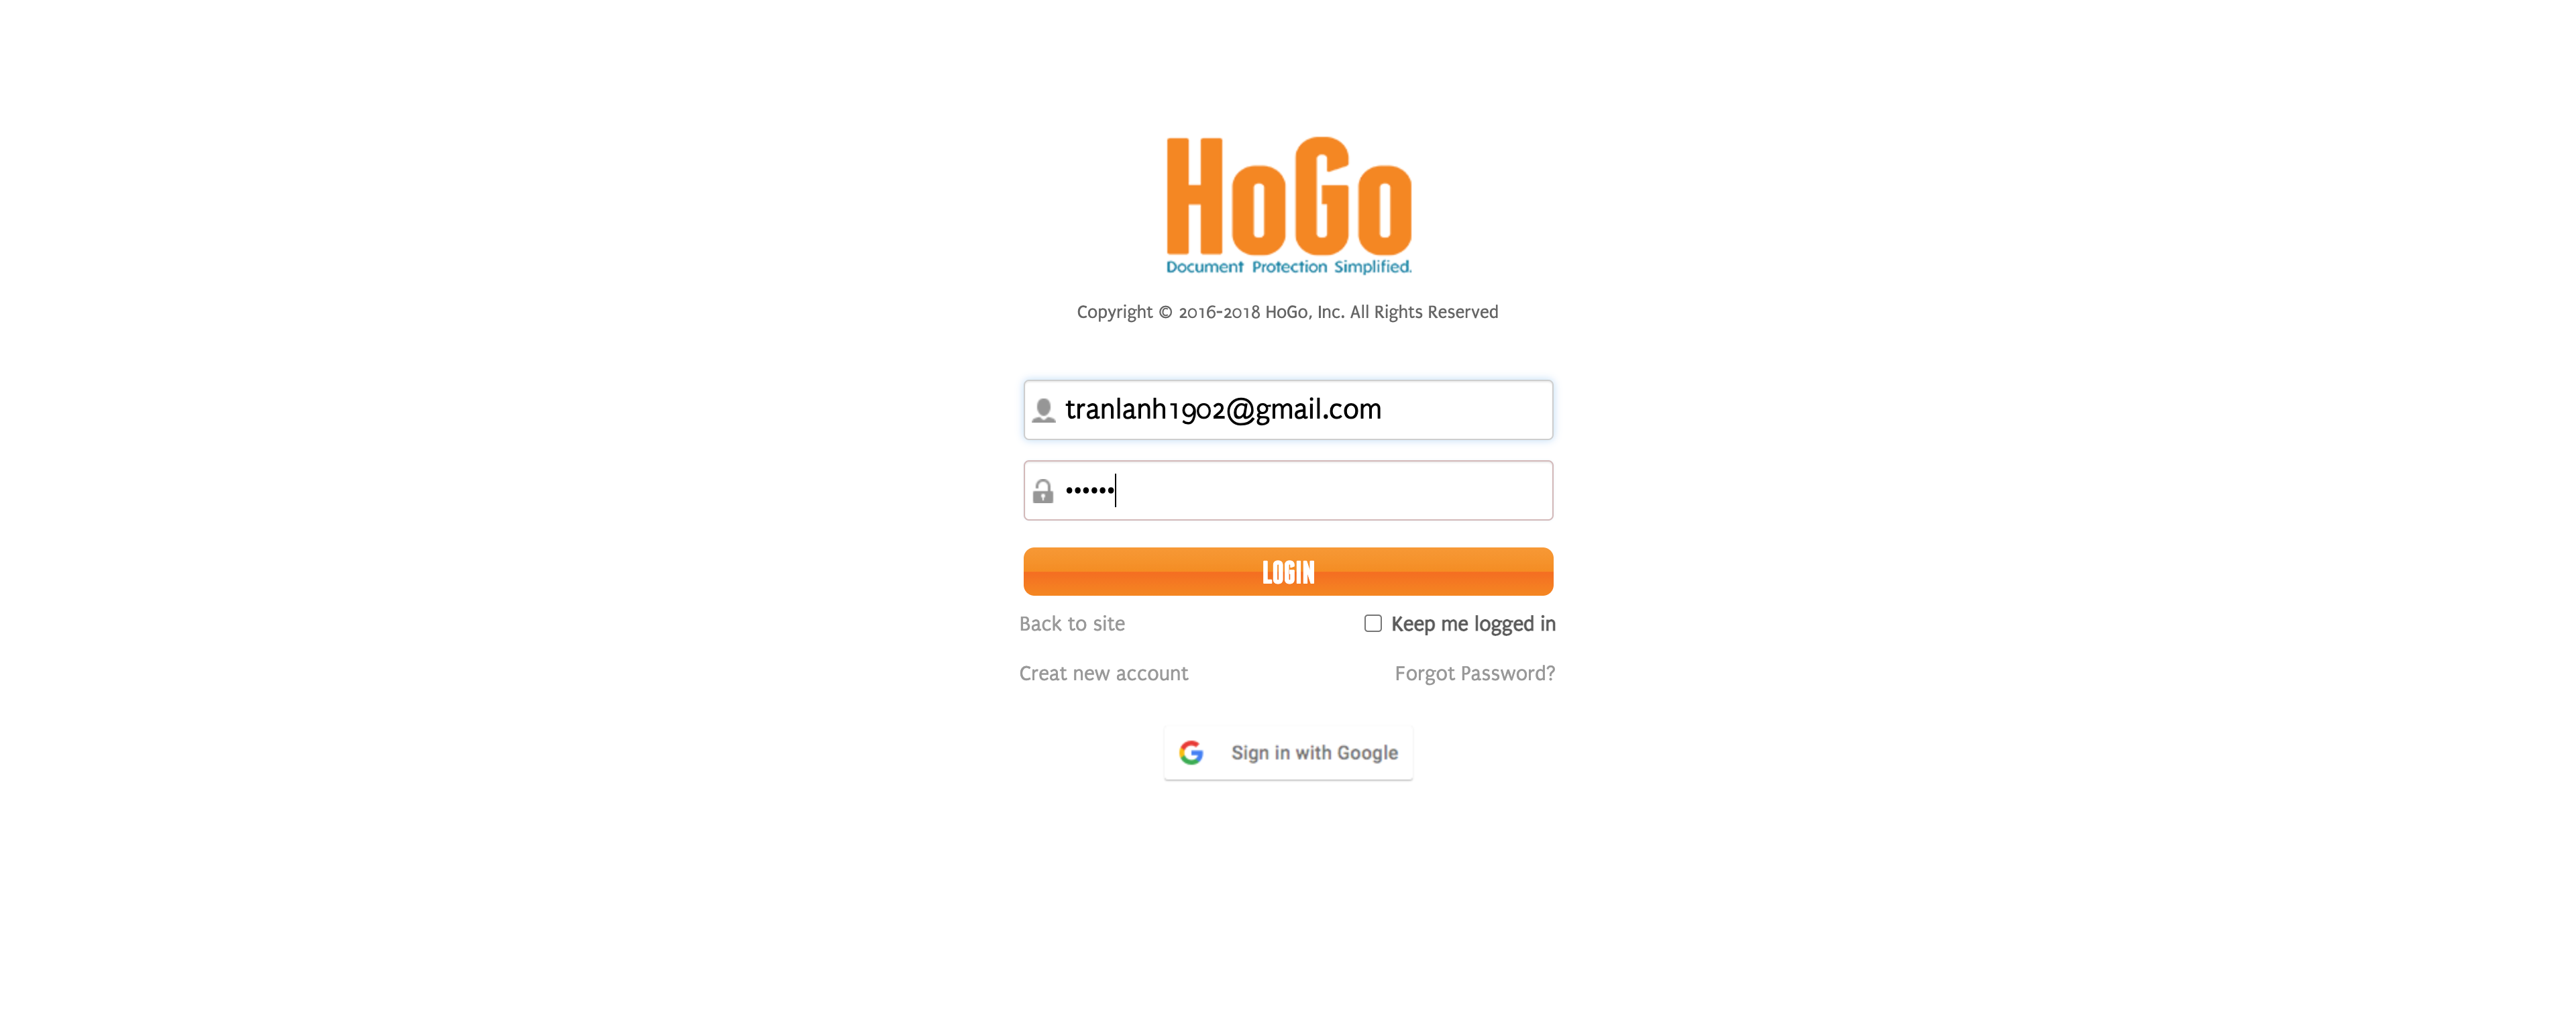 HoGo
Document Protection Simplified.
Copyright © 2016-2018 HoGo, Inc. All Rights Reserved
tranlanh1902@gmail.com
••••••
LOGIN
Back to site
Keep me logged in
Creat new account
Forgot Password?
Sign in with Google